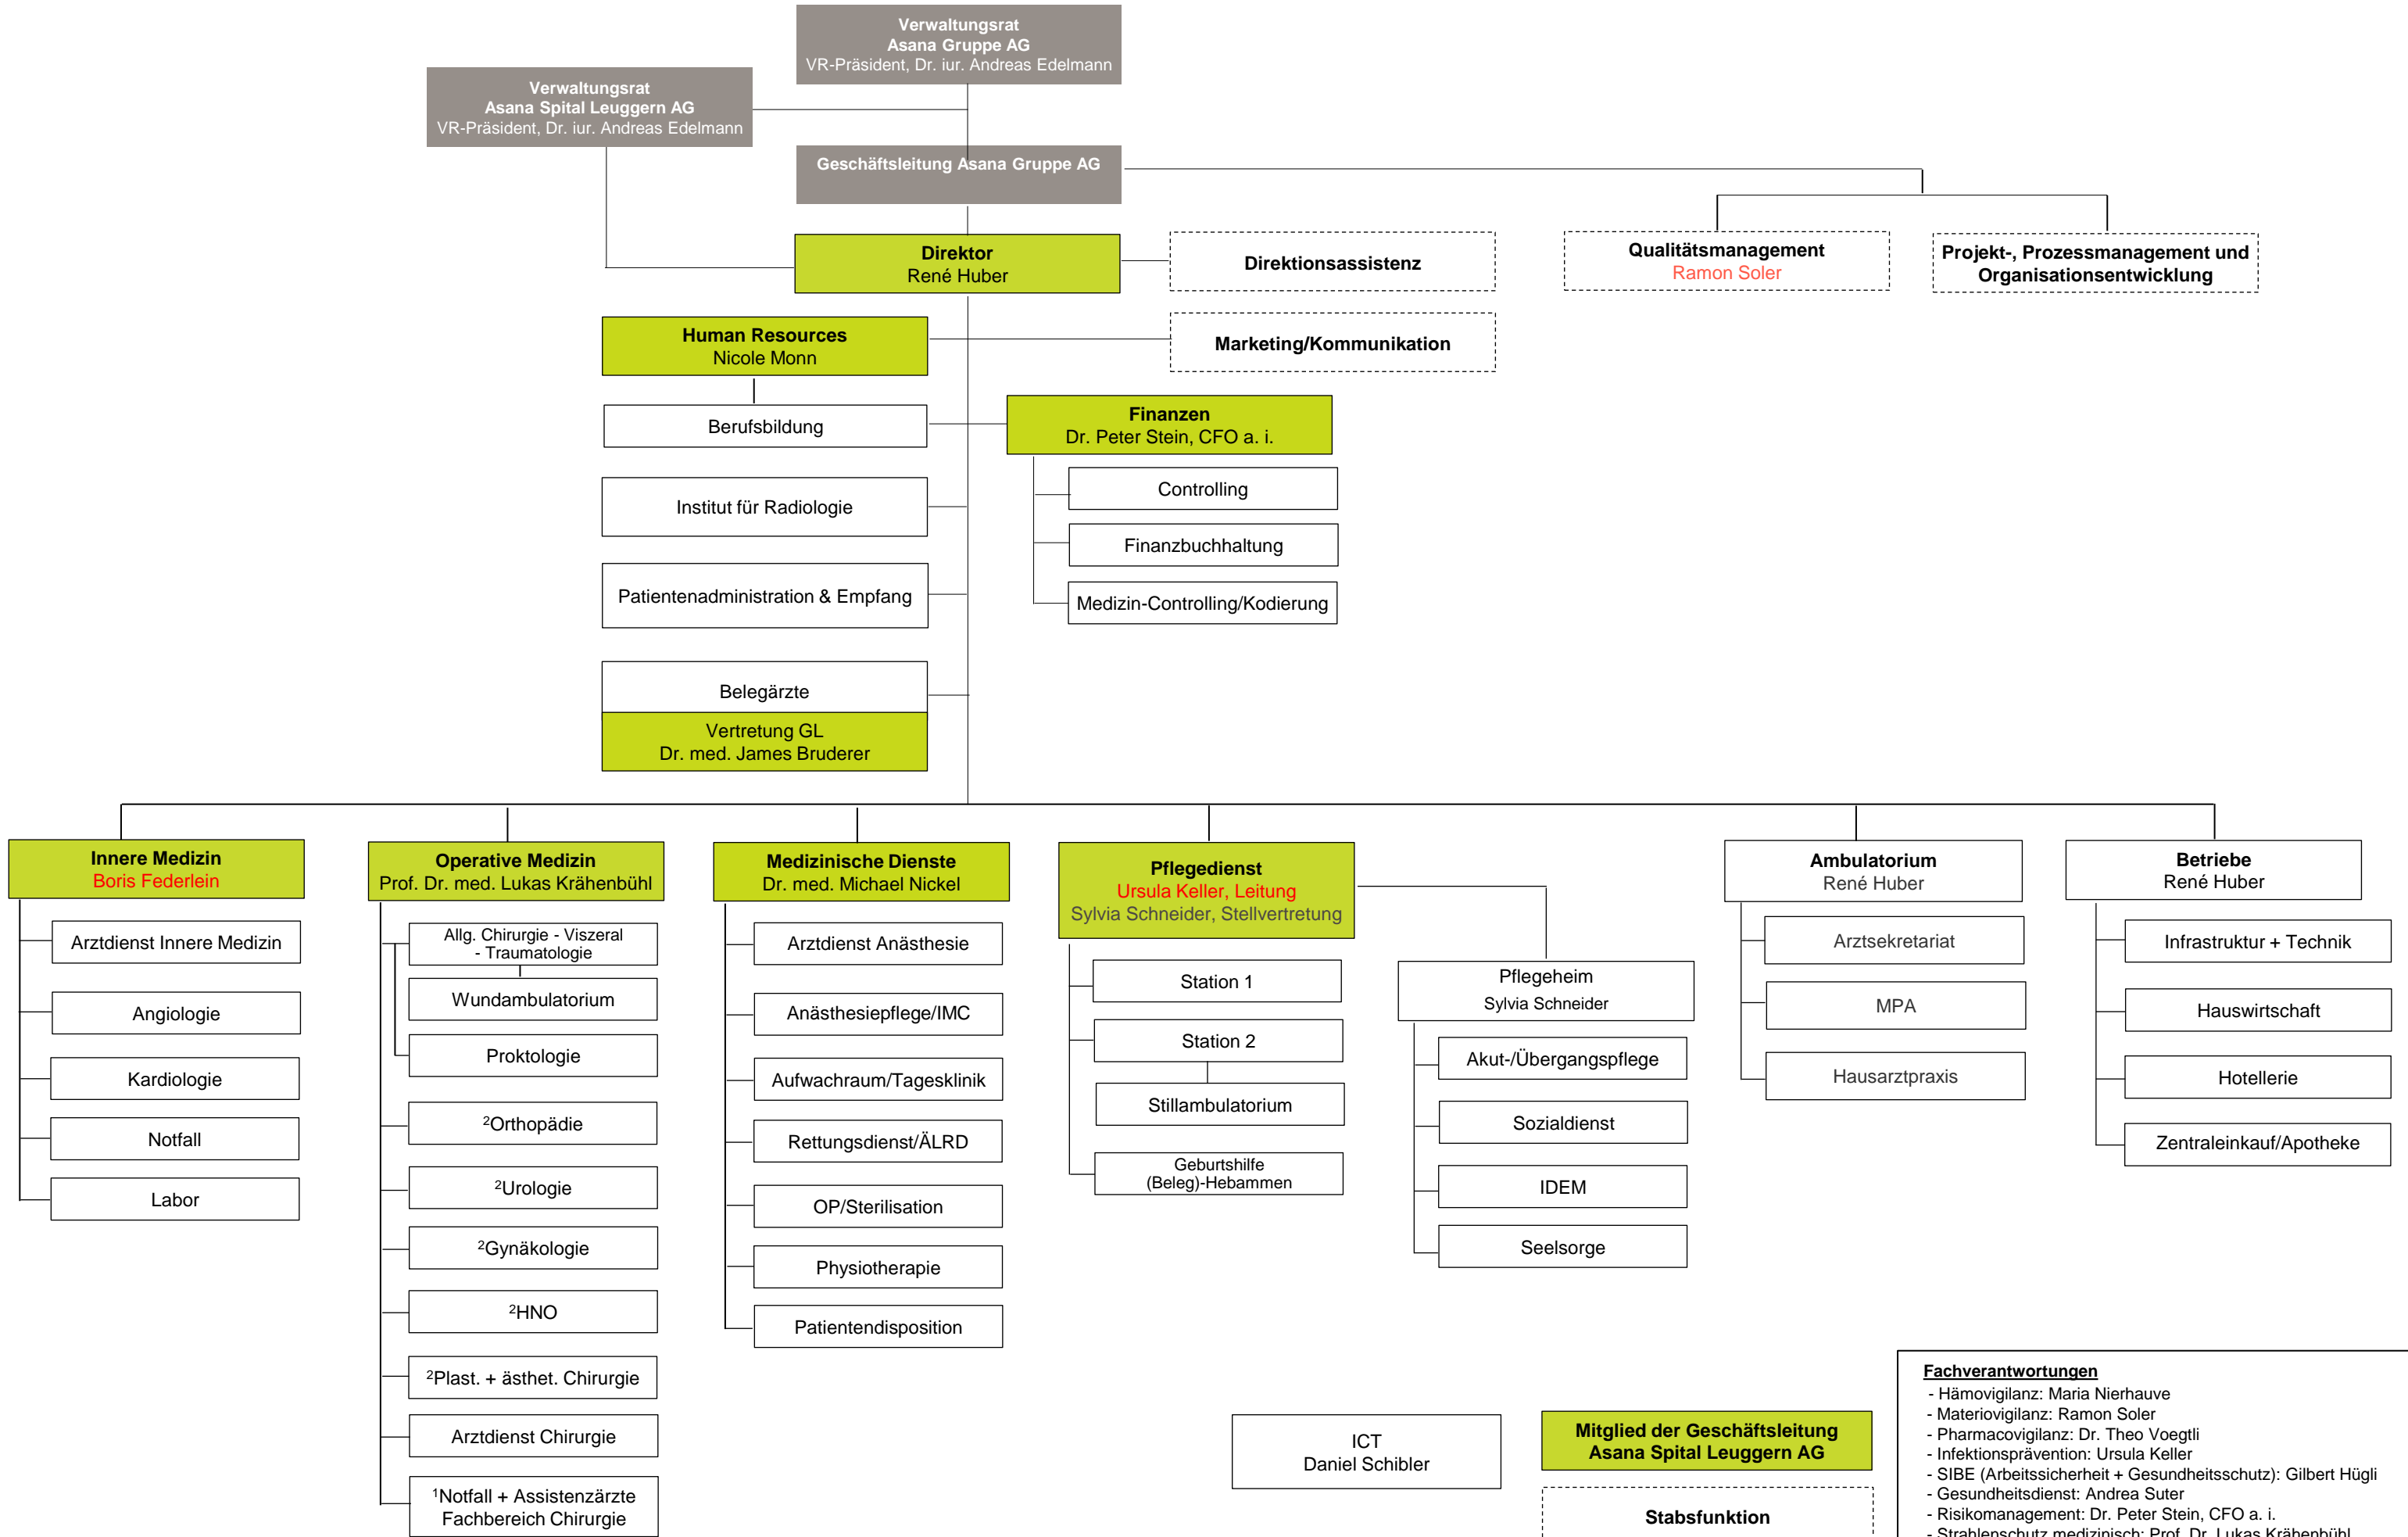 Verwaltungsrat
Asana Gruppe AG
VR-Präsident, Dr. iur. Andreas Edelmann
Verwaltungsrat
Asana Spital Leuggern AG
VR-Präsident, Dr. iur. Andreas Edelmann
Geschäftsleitung Asana Gruppe AG
Direktor
René Huber
Direktionsassistenz
Qualitätsmanagement
Ramon Soler
Projekt-, Prozessmanagement und
Organisationsentwicklung
Human Resources
Nicole Monn
Marketing/Kommunikation
Berufsbildung
Finanzen
Dr. Peter Stein, CFO a. i.
Controlling
Institut für Radiologie
Finanzbuchhaltung
Patientenadministration & Empfang
Medizin-Controlling/Kodierung
Belegärzte
Vertretung GL
Dr. med. James Bruderer
Innere Medizin
Boris Federlein
Arztdienst Innere Medizin
Angiologie
Kardiologie
Notfall
Labor
Operative Medizin
Prof. Dr. med. Lukas Krähenbühl
Allg. Chirurgie - Viszeral
- Traumatologie
Wundambulatorium
Proktologie
²Orthopädie
²Urologie
²Gynäkologie
²HNO
²Plast. + ästhet. Chirurgie
Arztdienst Chirurgie
¹Notfall + Assistenzärzte
Fachbereich Chirurgie
Medizinische Dienste
Dr. med. Michael Nickel
Arztdienst Anästhesie
Anästhesiepflege/IMC
Aufwachraum/Tagesklinik
Rettungsdienst/ÄLRD
OP/Sterilisation
Physiotherapie
Patientendisposition
Pflegedienst
Ursula Keller, Leitung
Sylvia Schneider, Stellvertretung
Station 1
Station 2
Stillambulatorium
Geburtshilfe
(Beleg)-Hebammen
Pflegeheim
Sylvia Schneider
Akut-/Übergangspflege
Sozialdienst
IDEM
Seelsorge
Ambulatorium
René Huber
Arztsekretariat
MPA
Hausarztpraxis
Betriebe
René Huber
Infrastruktur + Technik
Hauswirtschaft
Hotellerie
Zentraleinkauf/Apotheke
ICT
Daniel Schibler
Mitglied der Geschäftsleitung
Asana Spital Leuggern AG
Stabsfunktion
Fachverantwortungen
- Hämovigilanz: Maria Nierhauve
- Materiovigilanz: Ramon Soler
- Pharmacovigilanz: Dr. Theo Voegtli
- Infektionsprävention: Ursula Keller
- SIBE (Arbeitssicherheit + Gesundheitsschutz): Gilbert Hügli
- Gesundheitsdienst: Andrea Suter
- Risikomanagement: Dr. Peter Stein, CFO a. i.
- Strahlenschutz medizinisch: Prof. Dr. Lukas Krähenbühl